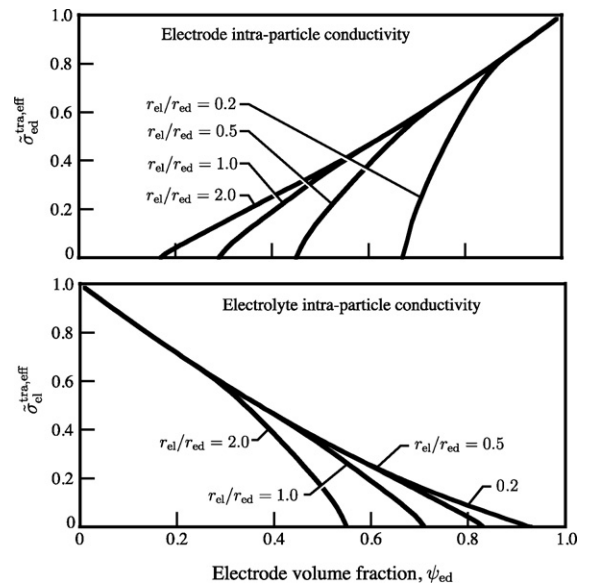 1.0
Electrode intra-particle conductivity
0.8
r_el/r_ed = 0.2
0.6
r_el/r_ed = 0.5
σ̃_ed^tra,eff
0.4
r_el/r_ed = 1.0
r_el/r_ed = 2.0
0.2
0
1.0
Electrolyte intra-particle conductivity
0.8
0.6
σ̃_el^tra,eff
0.4
r_el/r_ed = 2.0
r_el/r_ed = 0.5
0.2
r_el/r_ed = 1.0
0.2
0
0 0.2 0.4 0.6 0.8 1.0
Electrode volume fraction, ψ_ed